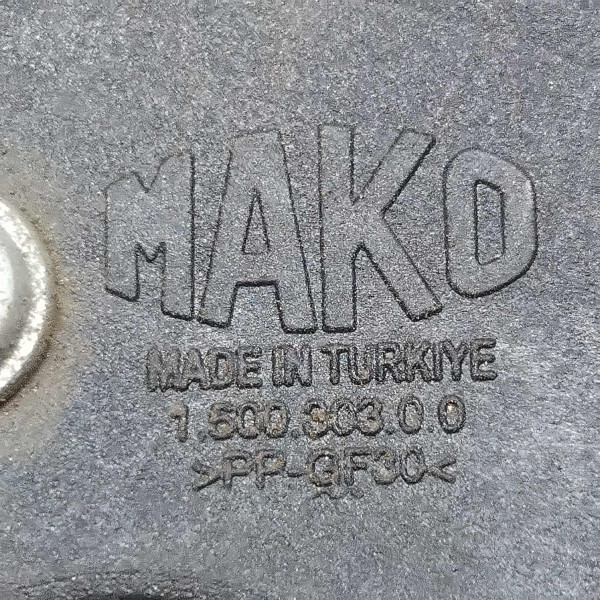 MAKO
MADE IN TURKIYE
1.500.303.0 0
>PP-GF30<